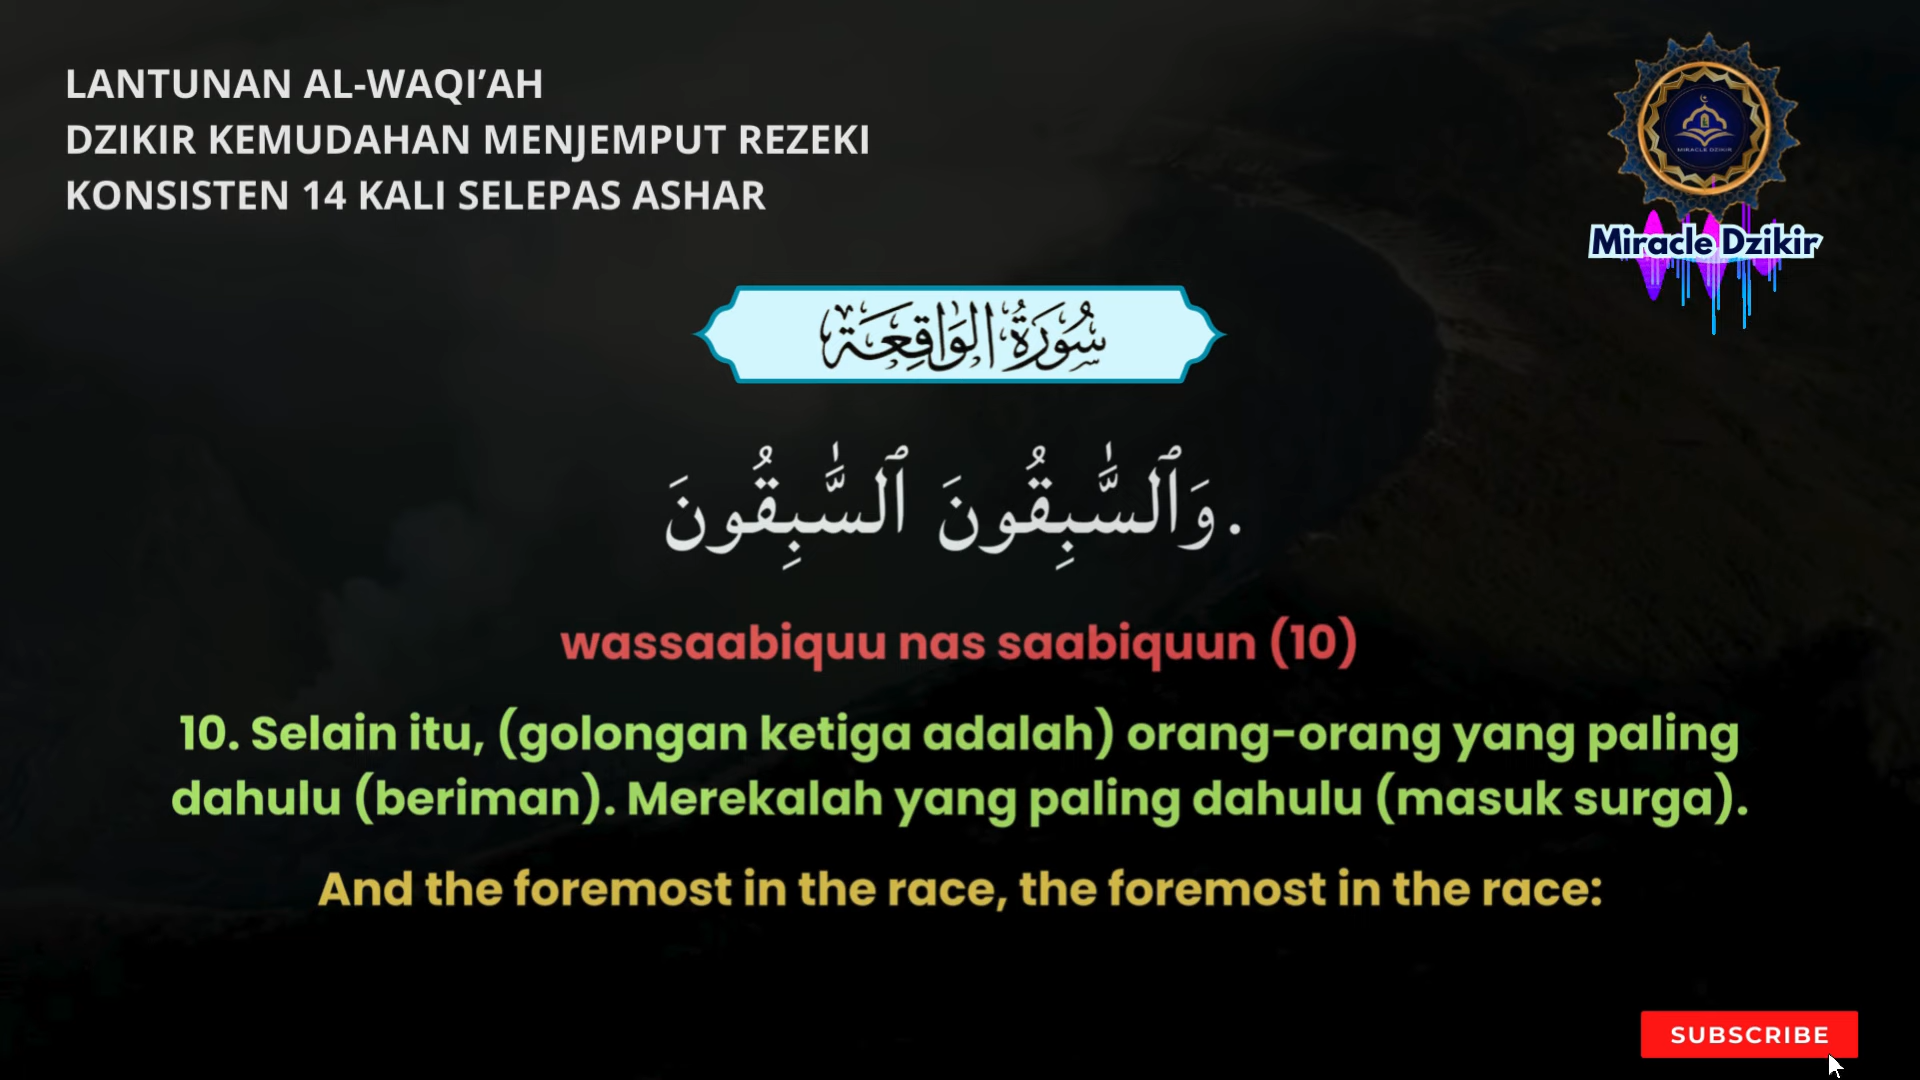 LANTUNAN AL-WAQI’AH
DZIKIR KEMUDAHAN MENJEMPUT REZEKI
KONSISTEN 14 KALI SELEPAS ASHAR
MIRACLE DZIKIR
Miracle Dzikir
سُورَةُ الوَاقِعَة
.وَٱلسَّٰبِقُونَ ٱلسَّٰبِقُونَ
wassaabiquu nas saabiquun (10)
10. Selain itu, (golongan ketiga adalah) orang-orang yang paling
dahulu (beriman). Merekalah yang paling dahulu (masuk surga).
And the foremost in the race, the foremost in the race:
SUBSCRIBE